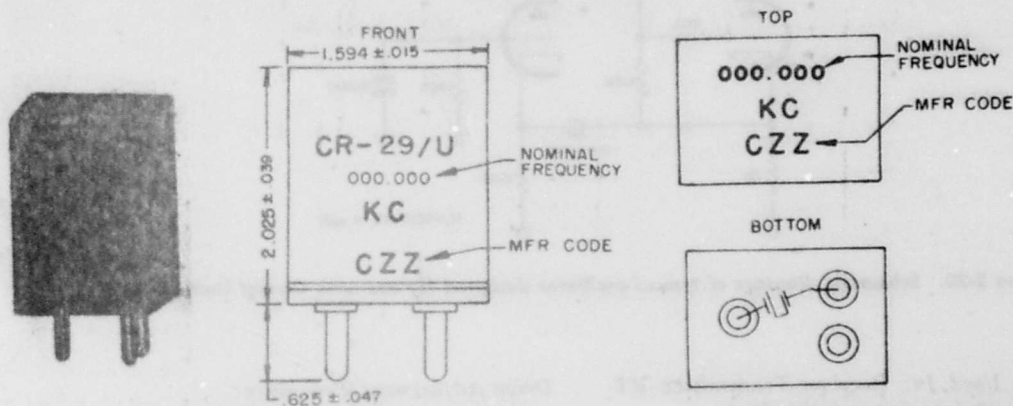 FRONT
1.594 ± .015
2.025 ± .039
CR-29/U
000.000
NOMINAL
FREQUENCY
KC
CZZ
MFR CODE
.625 ± .047
TOP
000.000
NOMINAL
FREQUENCY
KC
CZZ
MFR CODE
BOTTOM